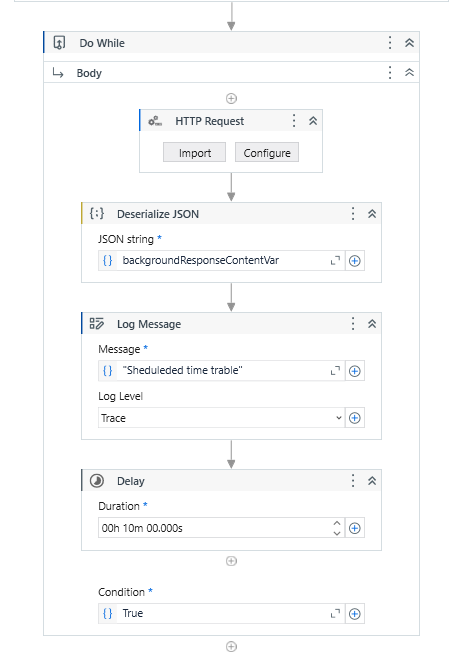 Do While
Body
HTTP Request
Import Configure
{;} Deserialize JSON
JSON string *
{} backgroundResponseContentVar
Log Message
Message *
{} "Sheduleded time trable"
Log Level
Trace
Delay
Duration *
00h 10m 00.000s
Condition *
{} True